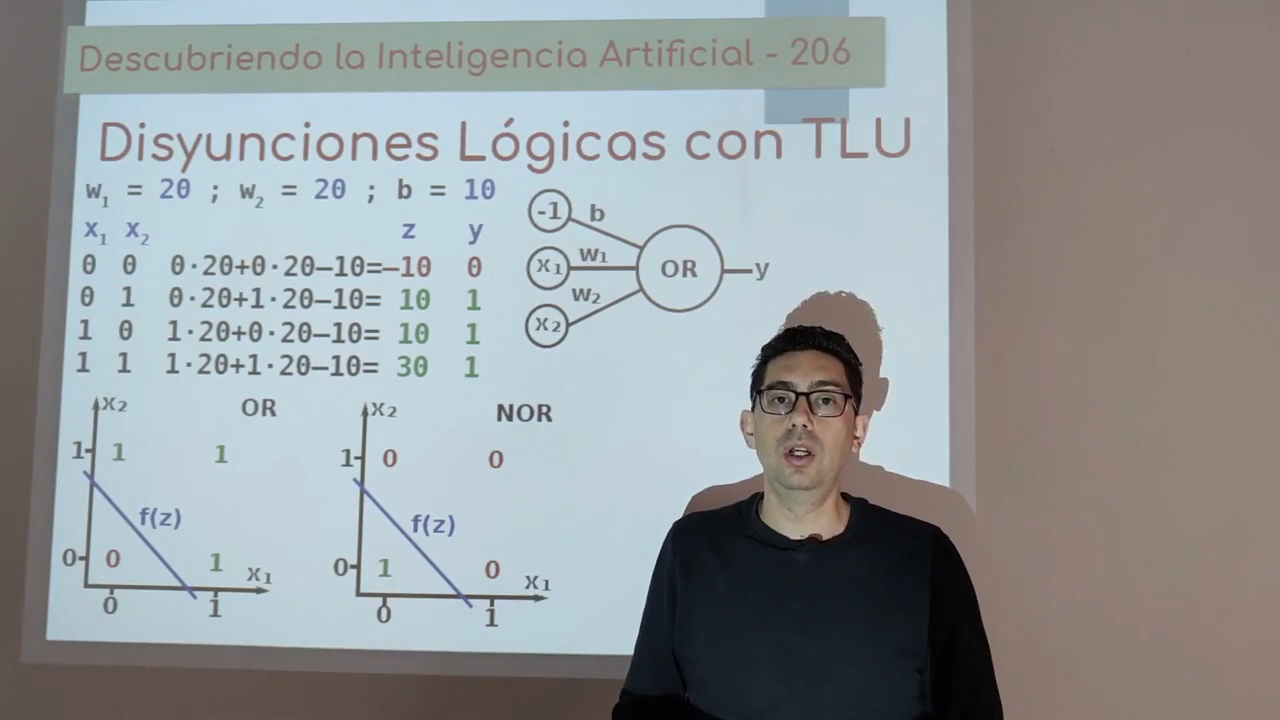 Descubriendo la Inteligencia Artificial - 206
Disyunciones Lógicas con TLU
w₁ = 20 ; w₂ = 20 ; b = 10
x₁ x₂ z y
0 0 0·20+0·20−10=−10 0
0 1 0·20+1·20−10= 10 1
1 0 1·20+0·20−10= 10 1
1 1 1·20+1·20−10= 30 1
-1 b
X₁ W₁ OR y
W₂
X₂
X₂ OR
1 1 1
f(z)
0 0 1 X₁
0 1
X₂ NOR
1 0 0
f(z)
0 1 0 X₁
0 1